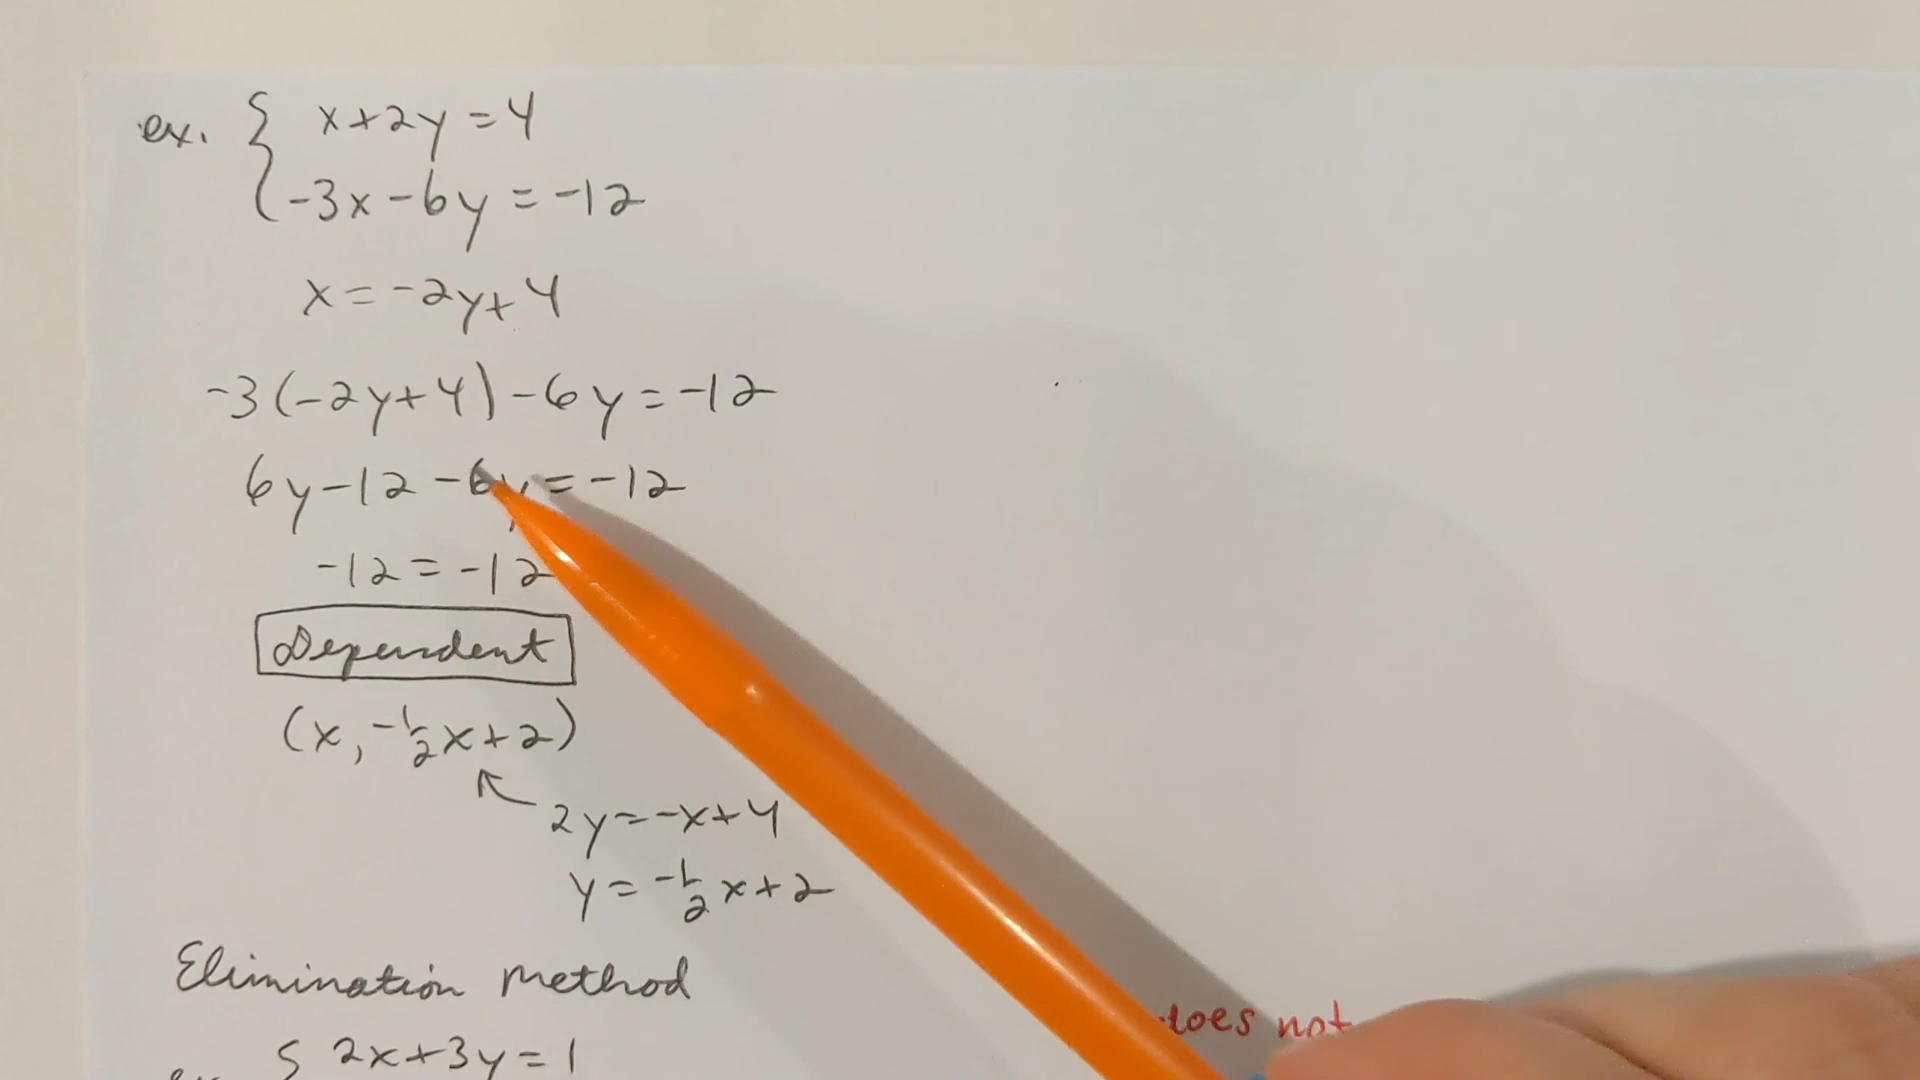 ex. { x+2y=4
-3x-6y=-12
x=-2y+4
-3(-2y+4)-6y=-12
6y-12-6y=-12
-12=-12
Dependent
(x, -1/2x+2)
2y=-x+4
y=-1/2x+2
Elimination Method
does not
{ 2x+3y=1